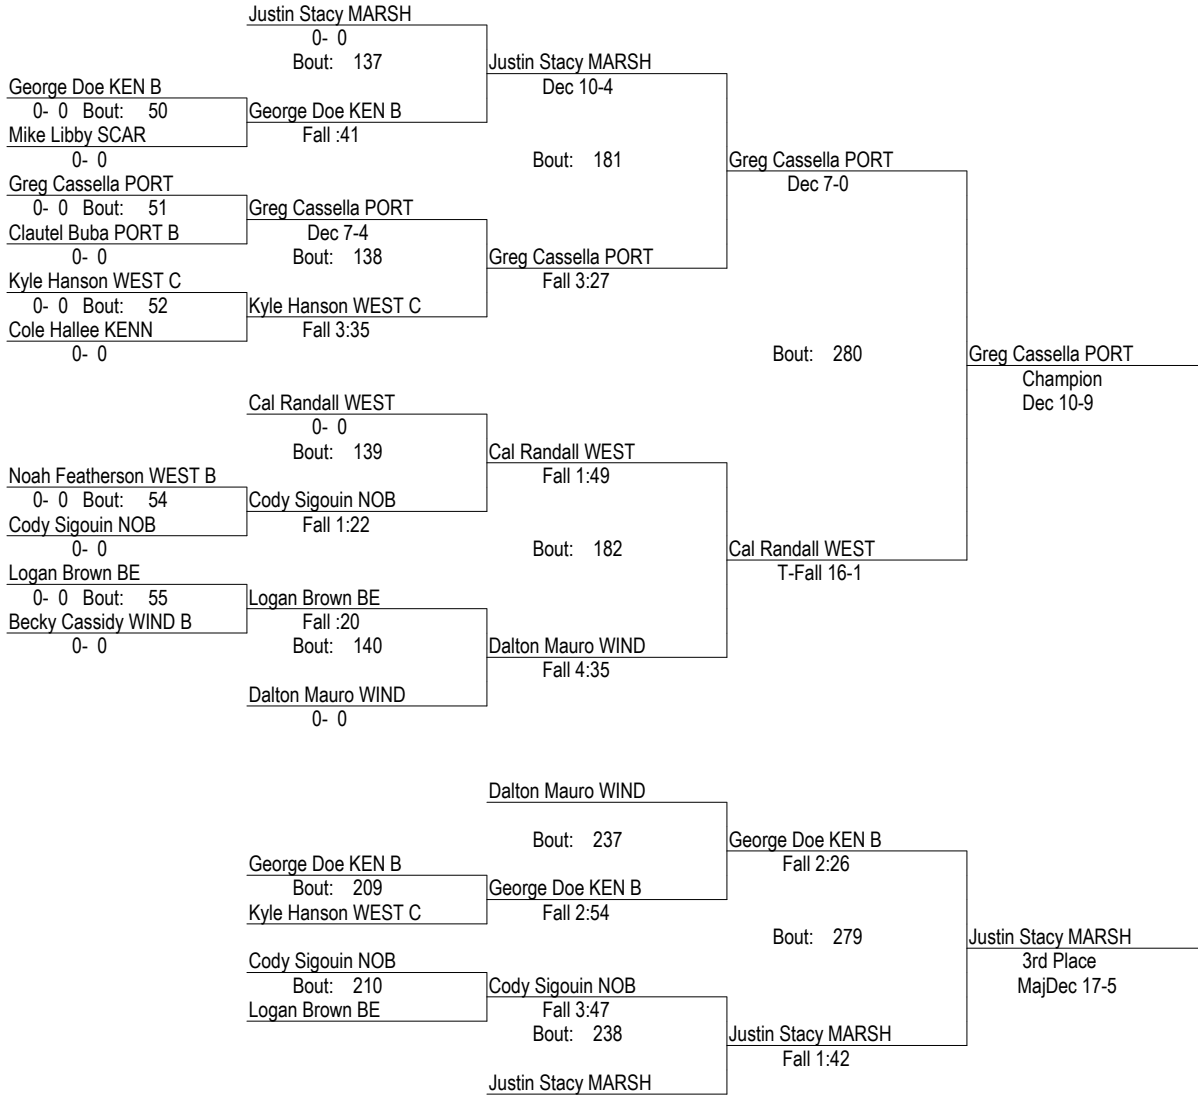 Justin Stacy MARSH
0- 0
Bout: 137
Justin Stacy MARSH
Dec 10-4
George Doe KEN B
0- 0 Bout: 50
George Doe KEN B
Mike Libby SCAR
Fall :41
0- 0
Bout: 181
Greg Cassella PORT
Dec 7-0
Greg Cassella PORT
0- 0 Bout: 51
Greg Cassella PORT
Clautel Buba PORT B
Dec 7-4
0- 0
Bout: 138
Greg Cassella PORT
Fall 3:27
Kyle Hanson WEST C
0- 0 Bout: 52
Kyle Hanson WEST C
Cole Hallee KENN
Fall 3:35
0- 0
Bout: 280
Greg Cassella PORT
Champion
Dec 10-9
Cal Randall WEST
0- 0
Bout: 139
Cal Randall WEST
Fall 1:49
Noah Featherson WEST B
0- 0 Bout: 54
Cody Sigouin NOB
Cody Sigouin NOB
Fall 1:22
0- 0
Bout: 182
Cal Randall WEST
T-Fall 16-1
Logan Brown BE
0- 0 Bout: 55
Logan Brown BE
Becky Cassidy WIND B
Fall :20
0- 0
Bout: 140
Dalton Mauro WIND
Fall 4:35
Dalton Mauro WIND
0- 0
Dalton Mauro WIND
Bout: 237
George Doe KEN B
Fall 2:26
George Doe KEN B
Bout: 209
George Doe KEN B
Kyle Hanson WEST C
Fall 2:54
Bout: 279
Justin Stacy MARSH
3rd Place
MajDec 17-5
Cody Sigouin NOB
Bout: 210
Cody Sigouin NOB
Logan Brown BE
Fall 3:47
Bout: 238
Justin Stacy MARSH
Fall 1:42
Justin Stacy MARSH